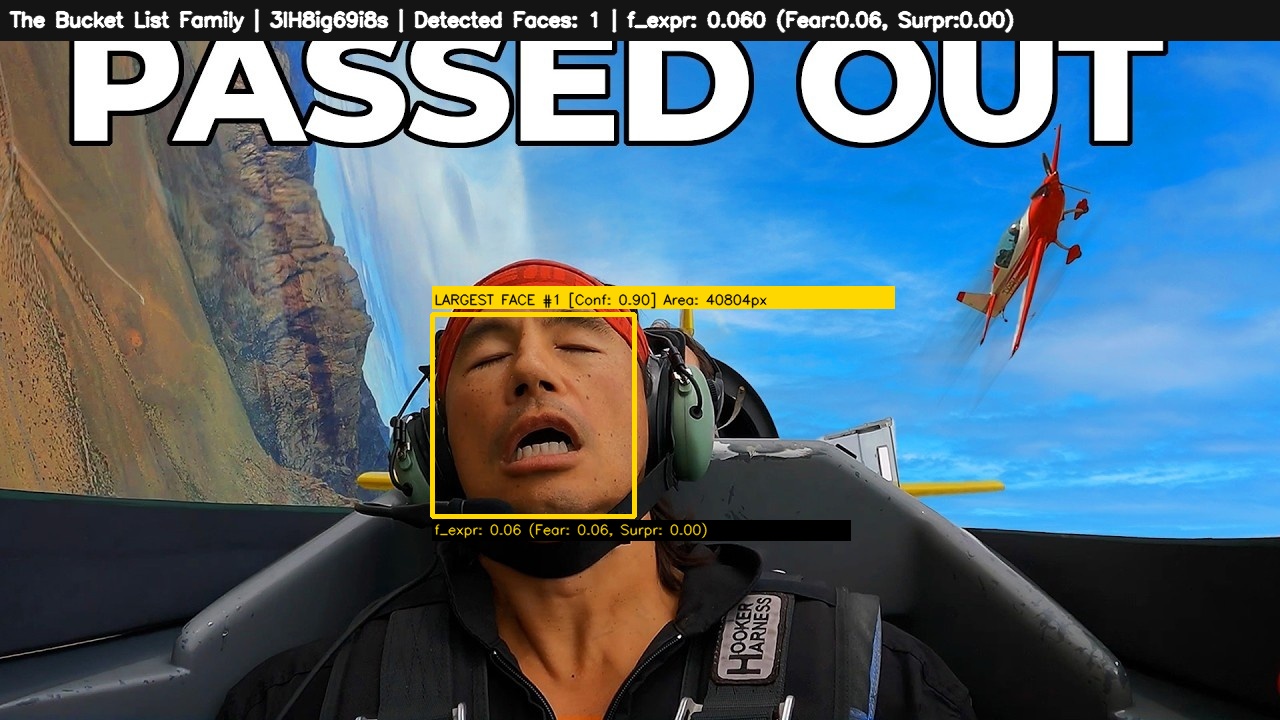 The Bucket List Family | 3lH8ig69i8s | Detected Faces: 1 | f_expr: 0.060 (Fear:0.06, Surpr:0.00)
PASSED OUT
LARGEST FACE #1 [Conf: 0.90] Area: 40804px
f_expr: 0.06 (Fear: 0.06, Surpr: 0.00)
HOOKER
HARNESS